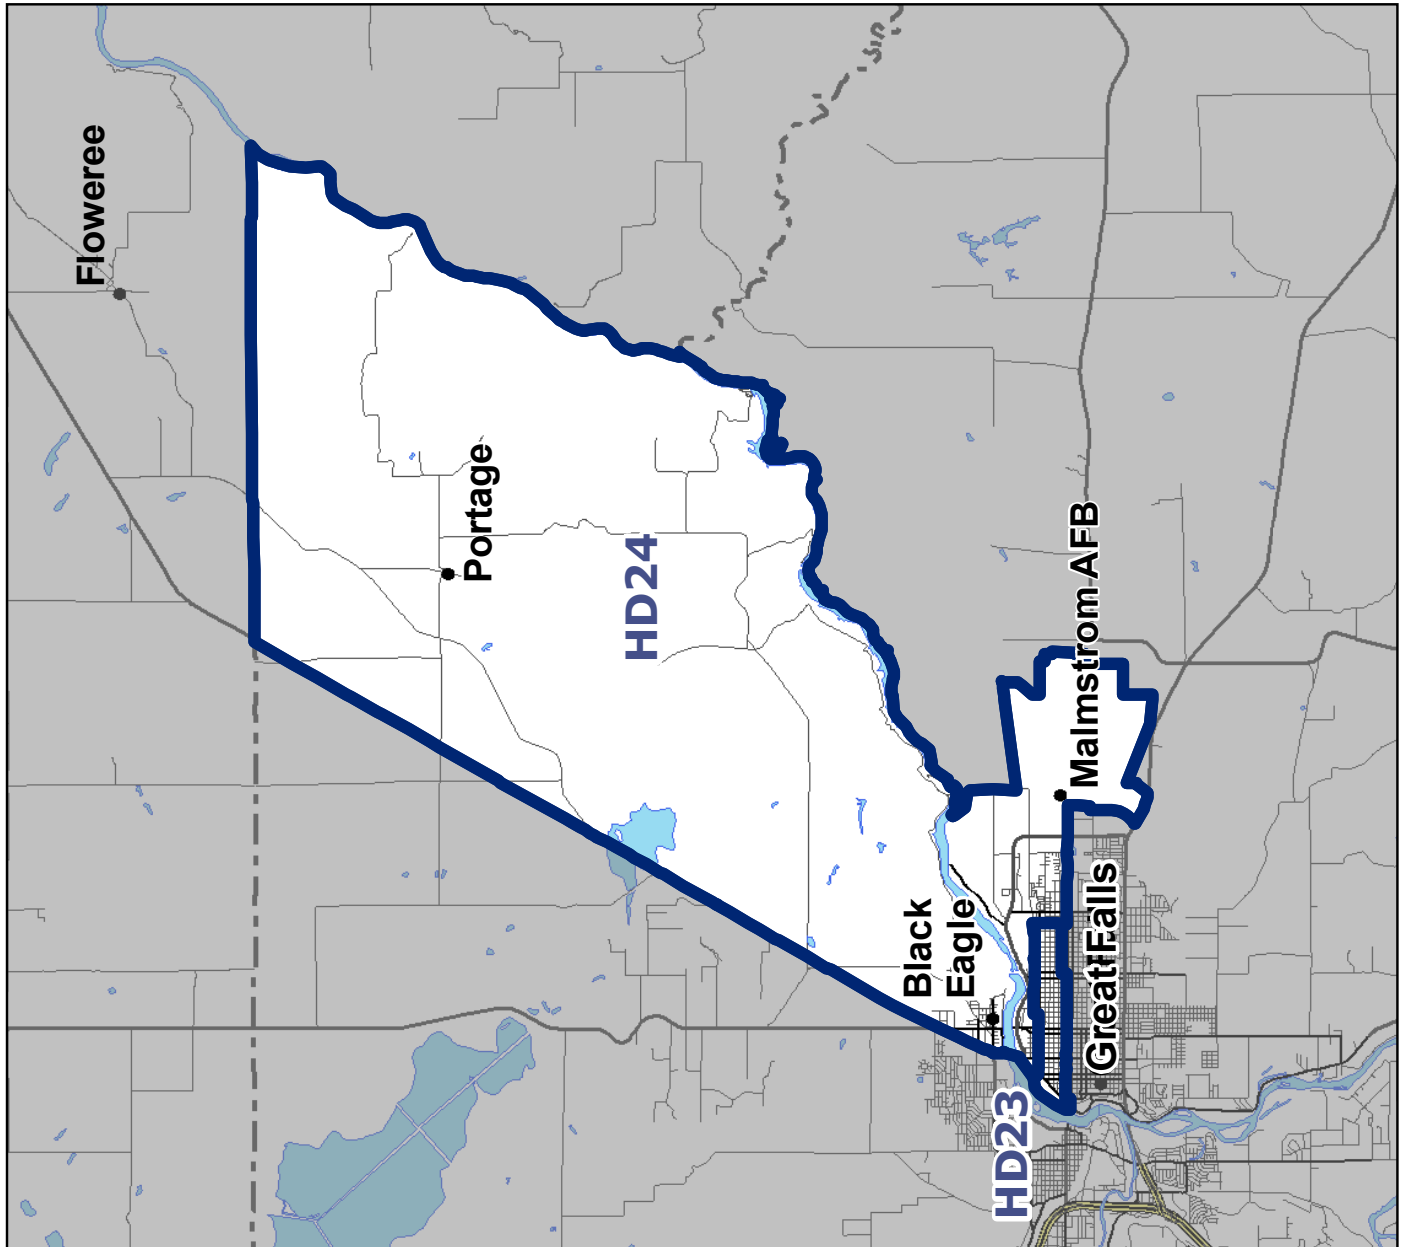 Floweree
Portage
HD24
Malmstrom AFB
Black
Eagle
Great Falls
HD23